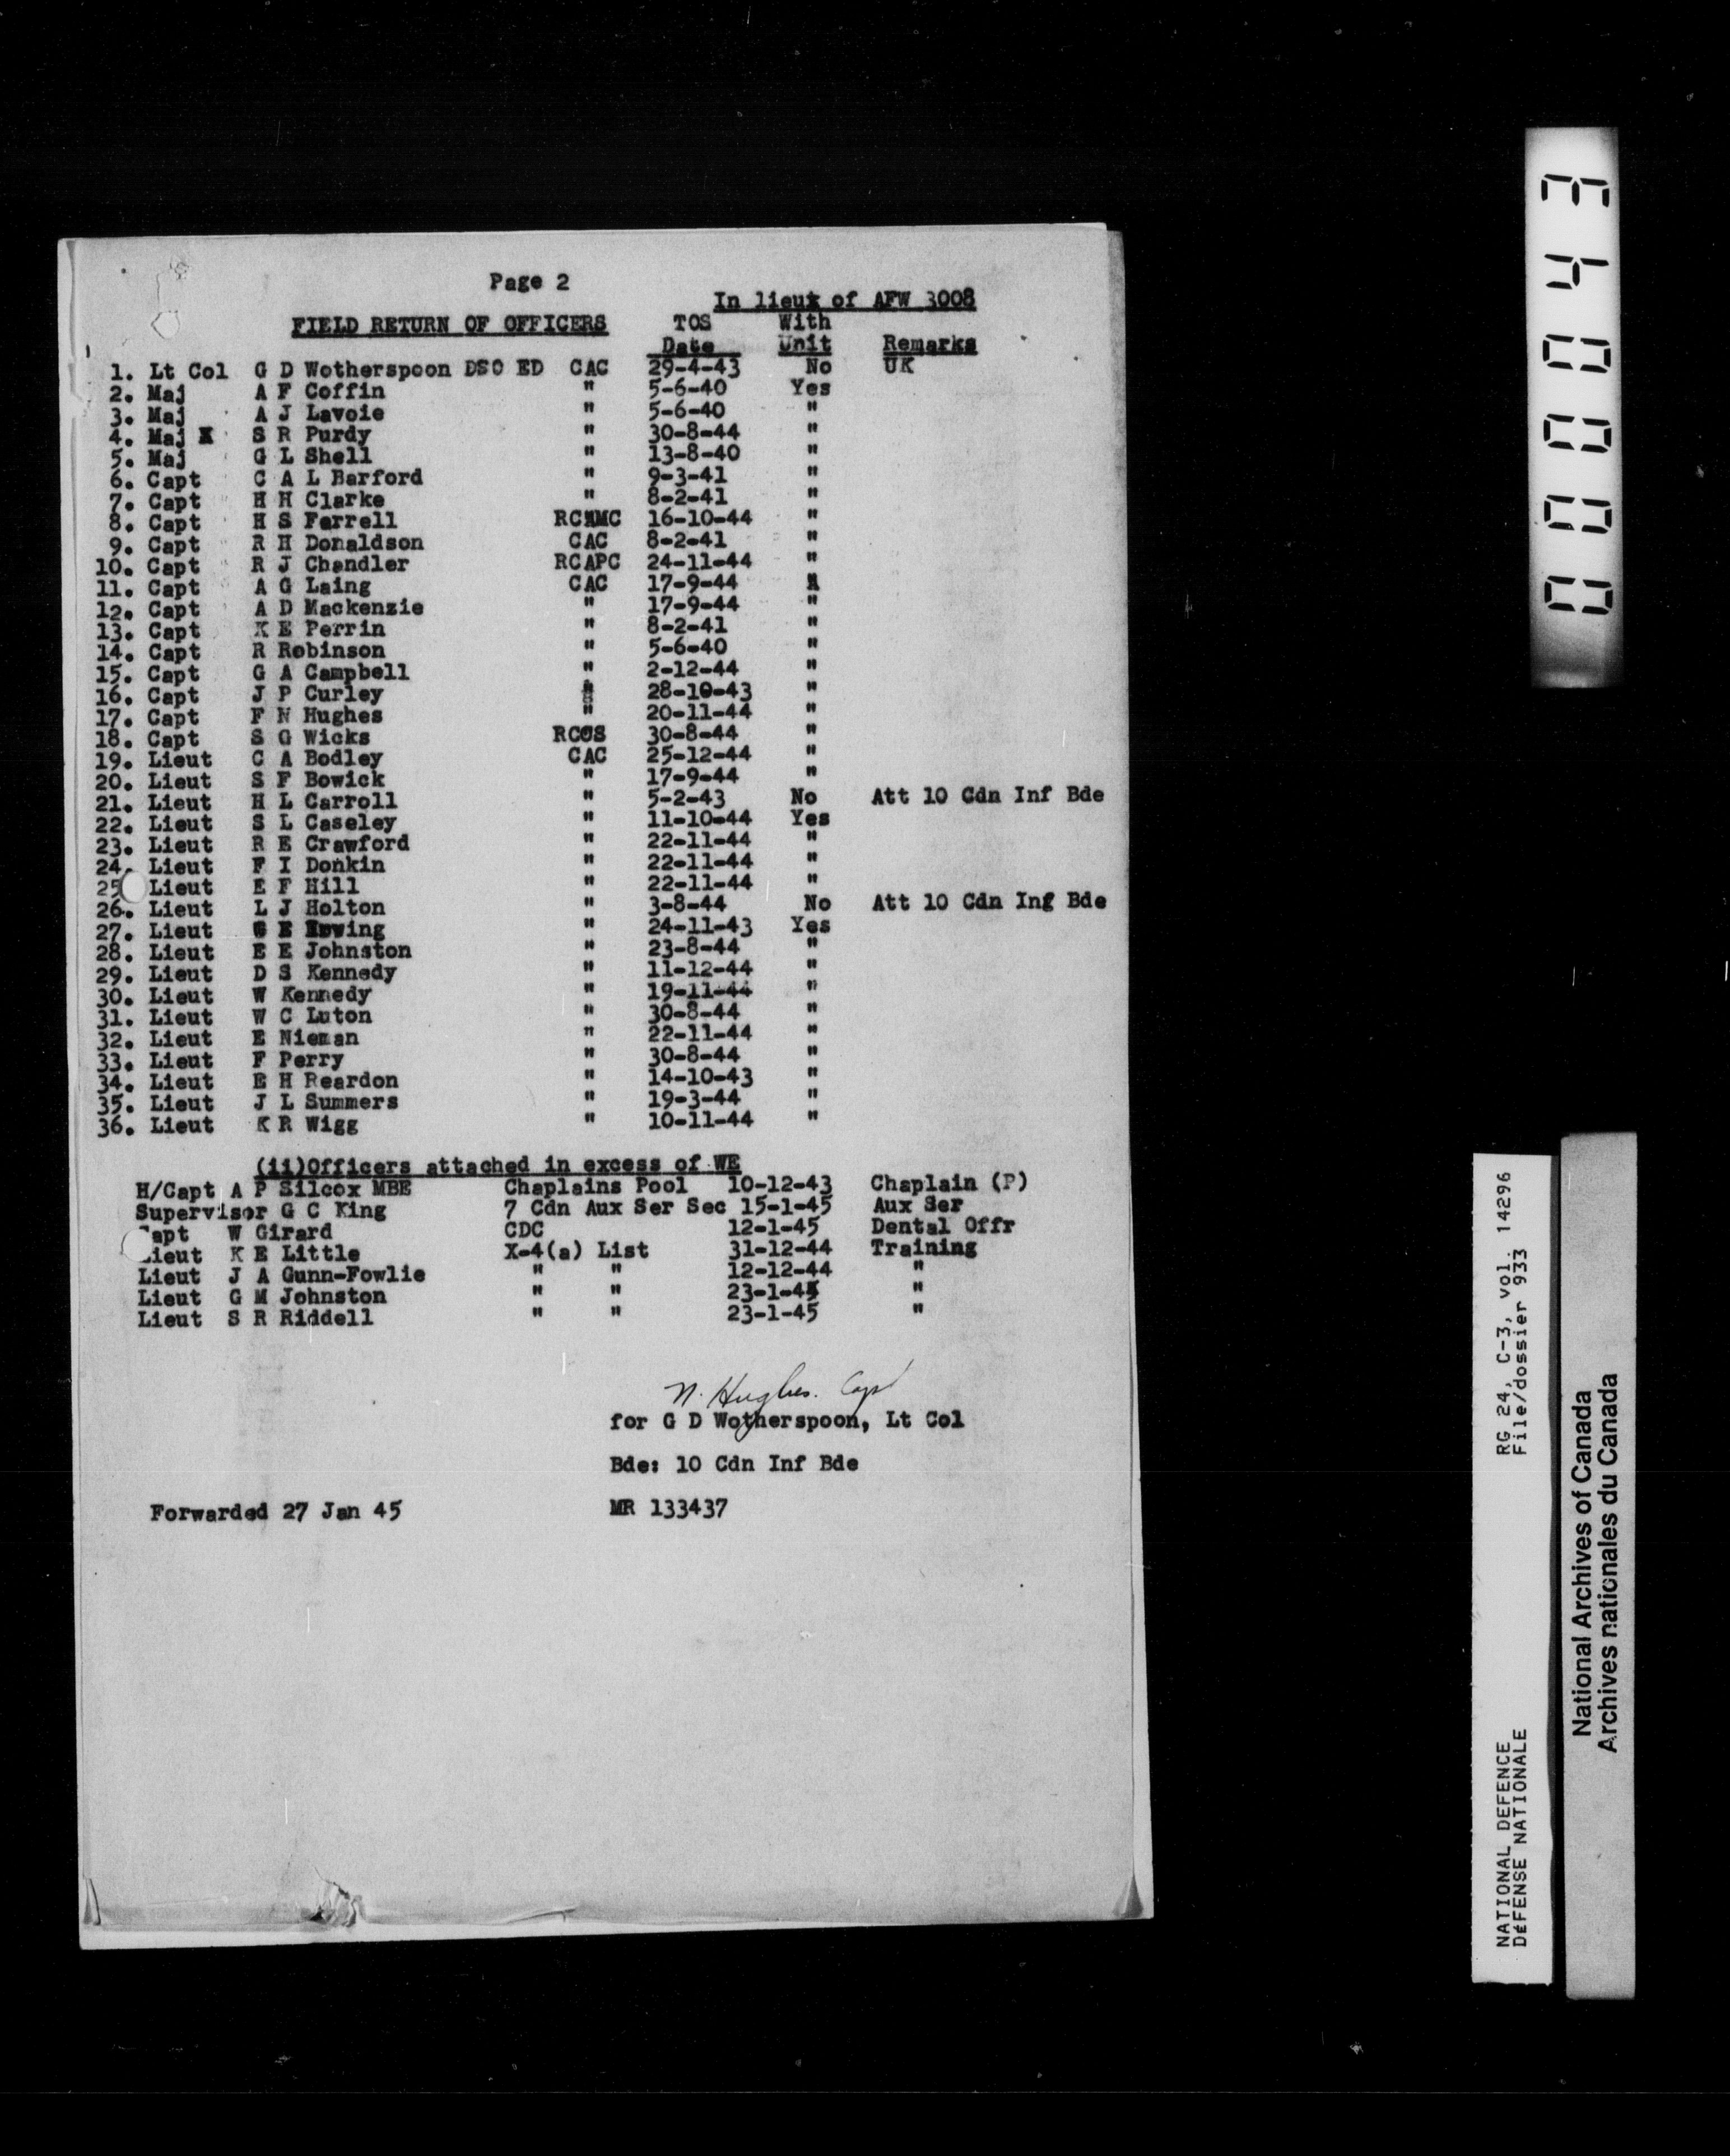 Page 2
In lieux of AFW 3008
FIELD RETURN OF OFFICERS TOS With
Date Unit Remarks
1. Lt Col G D Wotherspoon DSO ED CAC 29-4-43 No UK
2. Maj A F Coffin " 5-6-40 Yes
3. Maj A J Lavoie " 5-6-40 "
4. Maj X S R Purdy " 30-8-44 "
5. Maj G L Shell " 13-8-40 "
6. Capt C A L Barford " 9-3-41 "
7. Capt H H Clarke " 8-2-41 "
8. Capt H S Farrell 16-10-44 "
9. Capt R H Donaldson CAC 8-2-41 "
10. Capt R J Chandler RCAPC 24-11-44 "
11. Capt A G Laing CAC 17-9-44
12. Capt A D Mackenzie " 17-9-44 "
13. Capt K E Perrin " 8-2-41 "
14. Capt R Robinson " 5-6-40 "
15. Capt G A Campbell " 2-12-44 "
16. Capt J P Curley " 28-10-43 "
17. Capt F N Hughes " 20-11-44 "
18. Capt S G Wicks RCCS 30-8-44 "
19. Lieut C A Bodley CAC 25-12-44 "
20. Lieut S F Bowick " 17-9-44 "
21. Lieut H L Carroll " 5-2-43 No Att 10 Cdn Inf Bde
22. Lieut S L Caseley " 11-10-44 Yes
23. Lieut R E Crawford " 22-11-44 "
24. Lieut F I Donkin " 22-11-44 "
25 Lieut E F Hill " 22-11-44 "
26. Lieut L J Holton " 3-8-44 No Att 10 Cdn Ing Bde
27. Lieut " 24-11-43 Yes
28. Lieut E E Johnston " 23-8-44 "
29. Lieut D S Kennedy " 11-12-44 "
30. Lieut W Kennedy " 19-11-44 "
31. Lieut W C Luton " 30-8-44 "
32. Lieut E Nieman " 22-11-44 "
33. Lieut F Perry " 30-8-44 "
34. Lieut E H Reardon " 14-10-43 "
35. Lieut J L Summers " 19-3-44 "
36. Lieut K R Wigg " 10-11-44 "
(ii)Officers attached in excess of WE
H/Capt A P Silcox MBE Chaplains Pool 10-12-43 Chaplain (P)
Supervisor G C King 7 Cdn Aux Ser Sec 15-1-45 Aux Ser
Capt W Girard CDC 12-1-45 Dental Offr
Lieut K E Little X-4(a) List 31-12-44 Training
Lieut J A Gunn-Fowlie " " 12-12-44 "
Lieut G M Johnston " " 23-1-45 "
Lieut S R Riddell " " 23-1-45 "
N. Hughes. Capt
for G D Wotherspoon, Lt Col
Bde: 10 Cdn Inf Bde
Forwarded 27 Jan 45 MR 133437
00043
RG 24, C-3, vol. 14296
File/dossier 933
NATIONAL DEFENCE
DÉFENSE NATIONALE
National Archives of Canada
Archives nationales du Canada